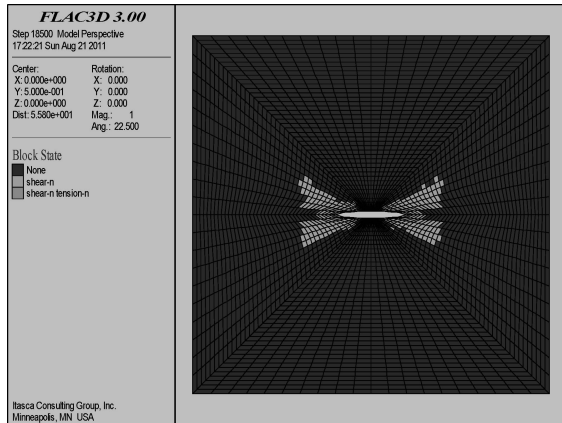 FLAC3D 3.00
Step 18500 Model Perspective
17:22:21 Sun Aug 21 2011
Center:
X: 0.000e+000
Y: 5.000e-001
Z: 0.000e+000
Dist: 5.580e+001
Rotation:
X: 0.000
Y: 0.000
Z: 0.000
Mag.: 1
Ang.: 22.500
Block State
None
shear-n
shear-n tension-n
Itasca Consulting Group, Inc.
Minneapolis, MN USA